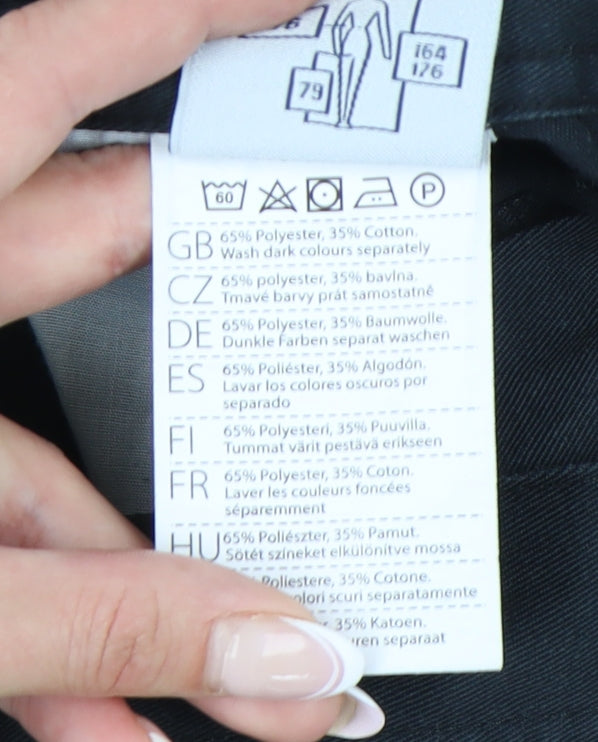 164
176
79
60
P
GB 65% Polyester, 35% Cotton.
Wash dark colours separately
CZ 65% polyester, 35% bavlna.
Tmavé barvy prát samostatně
DE 65% Polyester, 35% Baumwolle.
Dunkle Farben separat waschen
ES 65% Poliéster, 35% Algodón.
Lavar los colores oscuros por
separado
FI 65% Polyesteri, 35% Puuvilla.
Tummat värit pestävä erikseen
FR 65% Polyester, 35% Coton.
Laver les couleurs foncées
séparemment
HU 65% Poliészter, 35% Pamut.
Sötét színeket elkülönítve mossa
Poliestere, 35% Cotone.
scuri separatamente
35% Katoen.
separaat